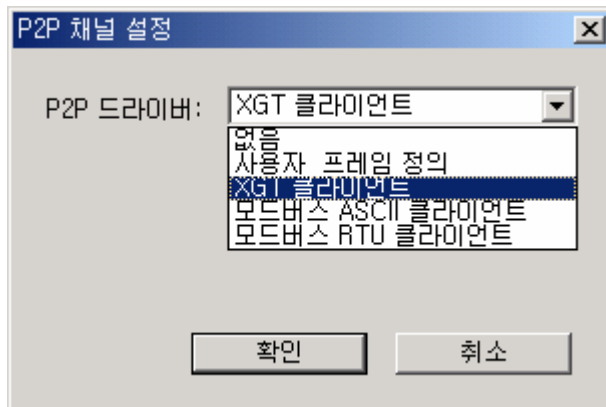 P2P 채널 설정
P2P 드라이버: XGT 클라이언트
없음
사용자 프레임 정의
XGT 클라이언트
모드버스 ASCII 클라이언트
모드버스 RTU 클라이언트
확인 취소